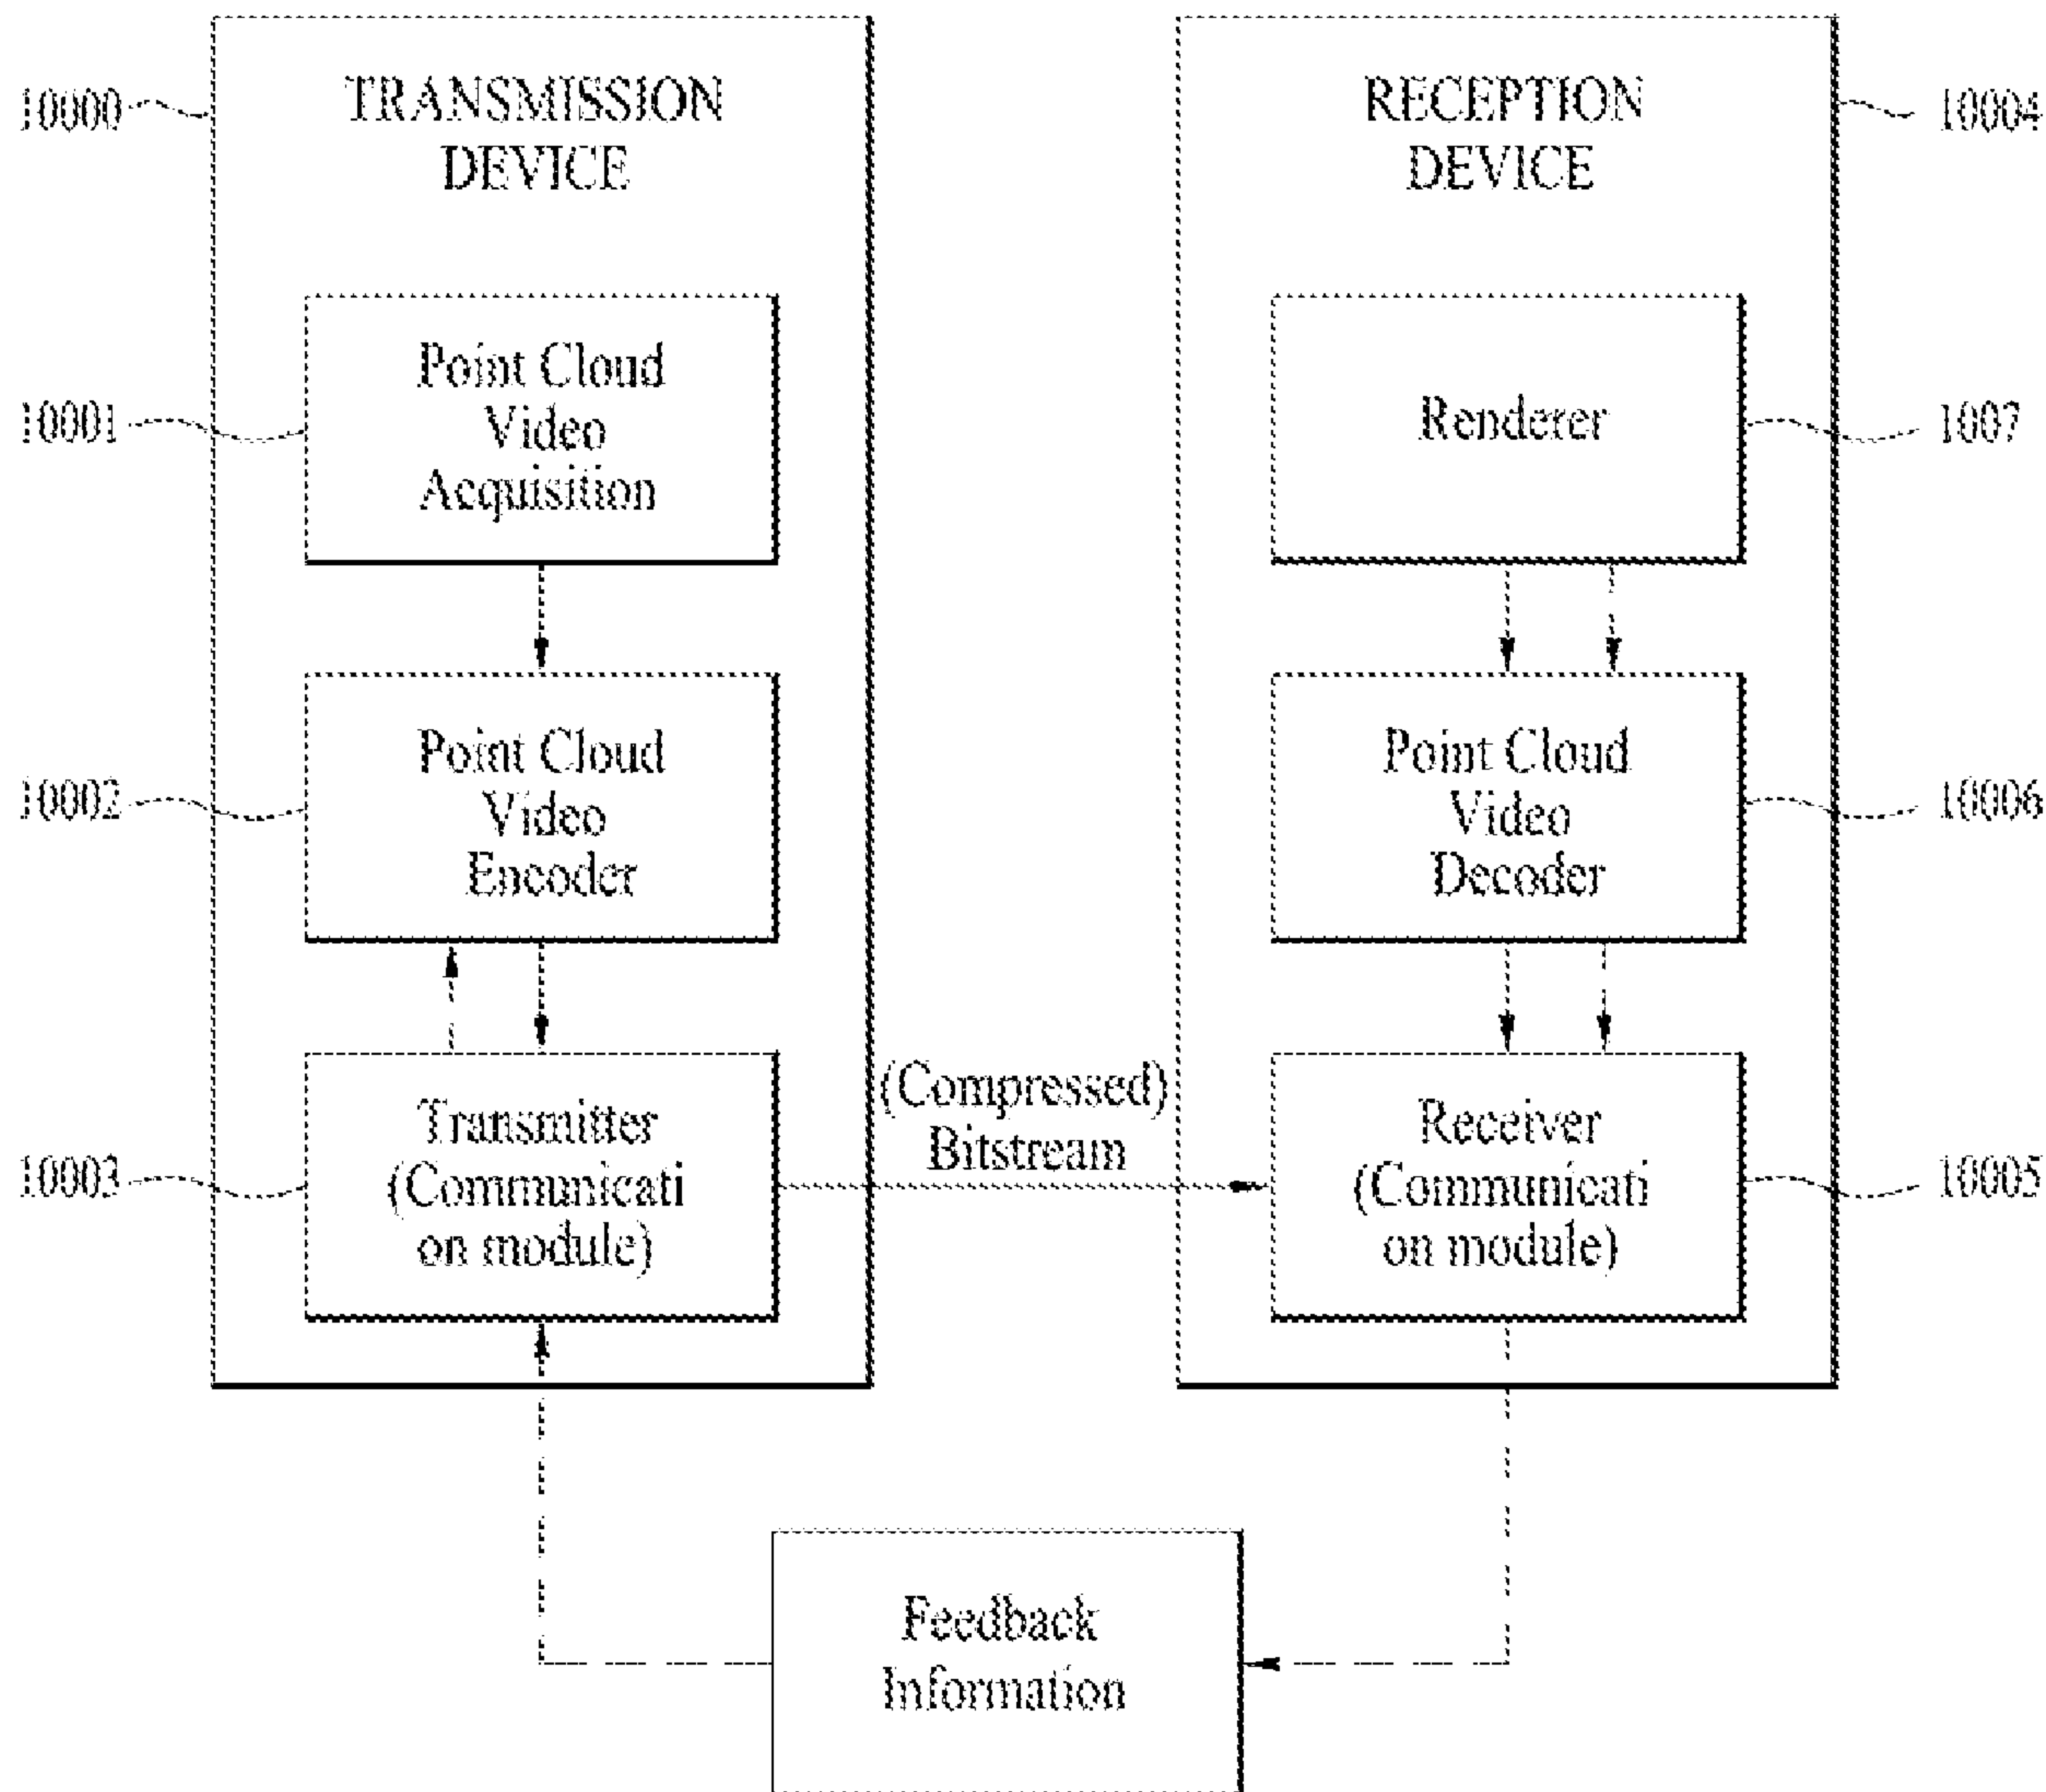 TRANSMISSION
DEVICE
10000
Point Cloud
Video
Acquisition
10001
Point Cloud
Video
Encoder
10002
Transmitter
(Communicati
on module)
10003
(Compressed)
Bitstream
RECEPTION
DEVICE
10004
Renderer
1007
Point Cloud
Video
Decoder
10006
Receiver
(Communicati
on module)
10005
Feedback
Information